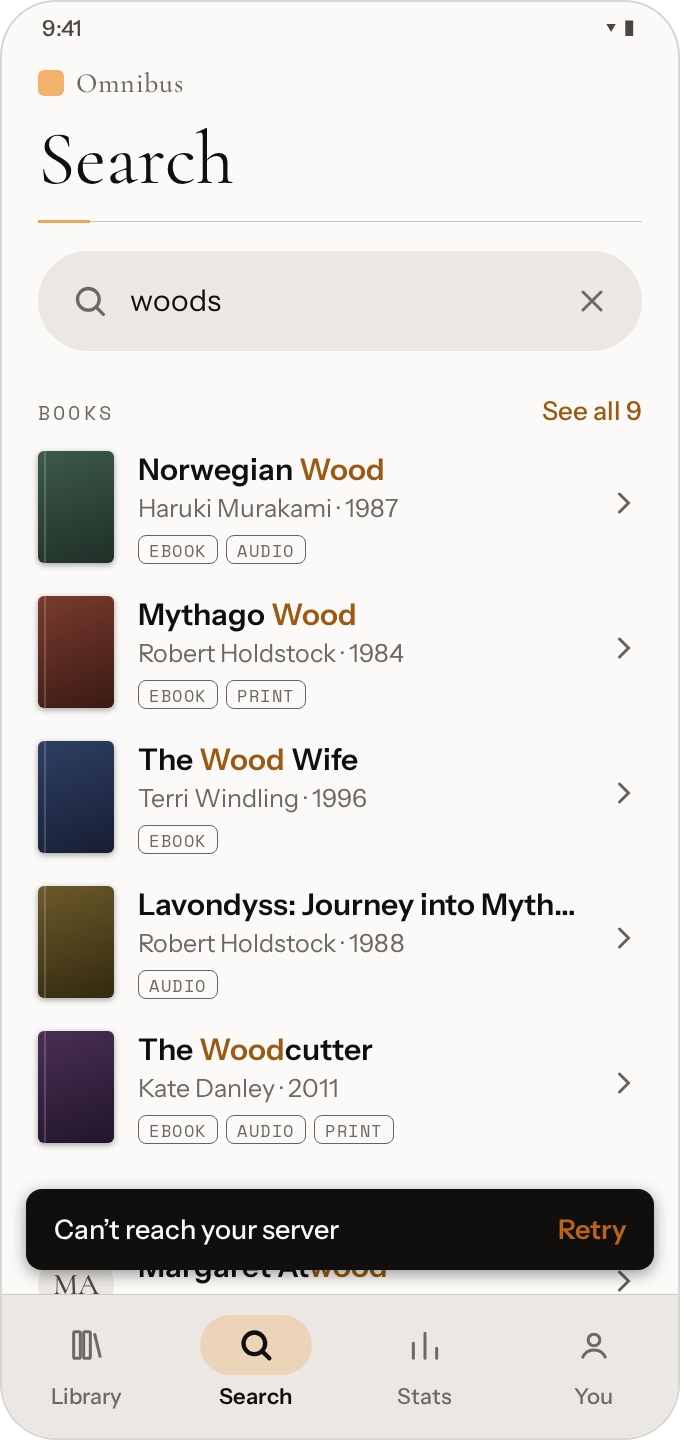 9:41
Omnibus
Search
woods
BOOKS
See all 9
Norwegian Wood
Haruki Murakami · 1987
EBOOK AUDIO
Mythago Wood
Robert Holdstock · 1984
EBOOK PRINT
The Wood Wife
Terri Windling · 1996
EBOOK
Lavondyss: Journey into Myth...
Robert Holdstock · 1988
AUDIO
The Woodcutter
Kate Danley · 2011
EBOOK AUDIO PRINT
Can’t reach your server
Retry
MA
Margaret Atwood
Library
Search
Stats
You